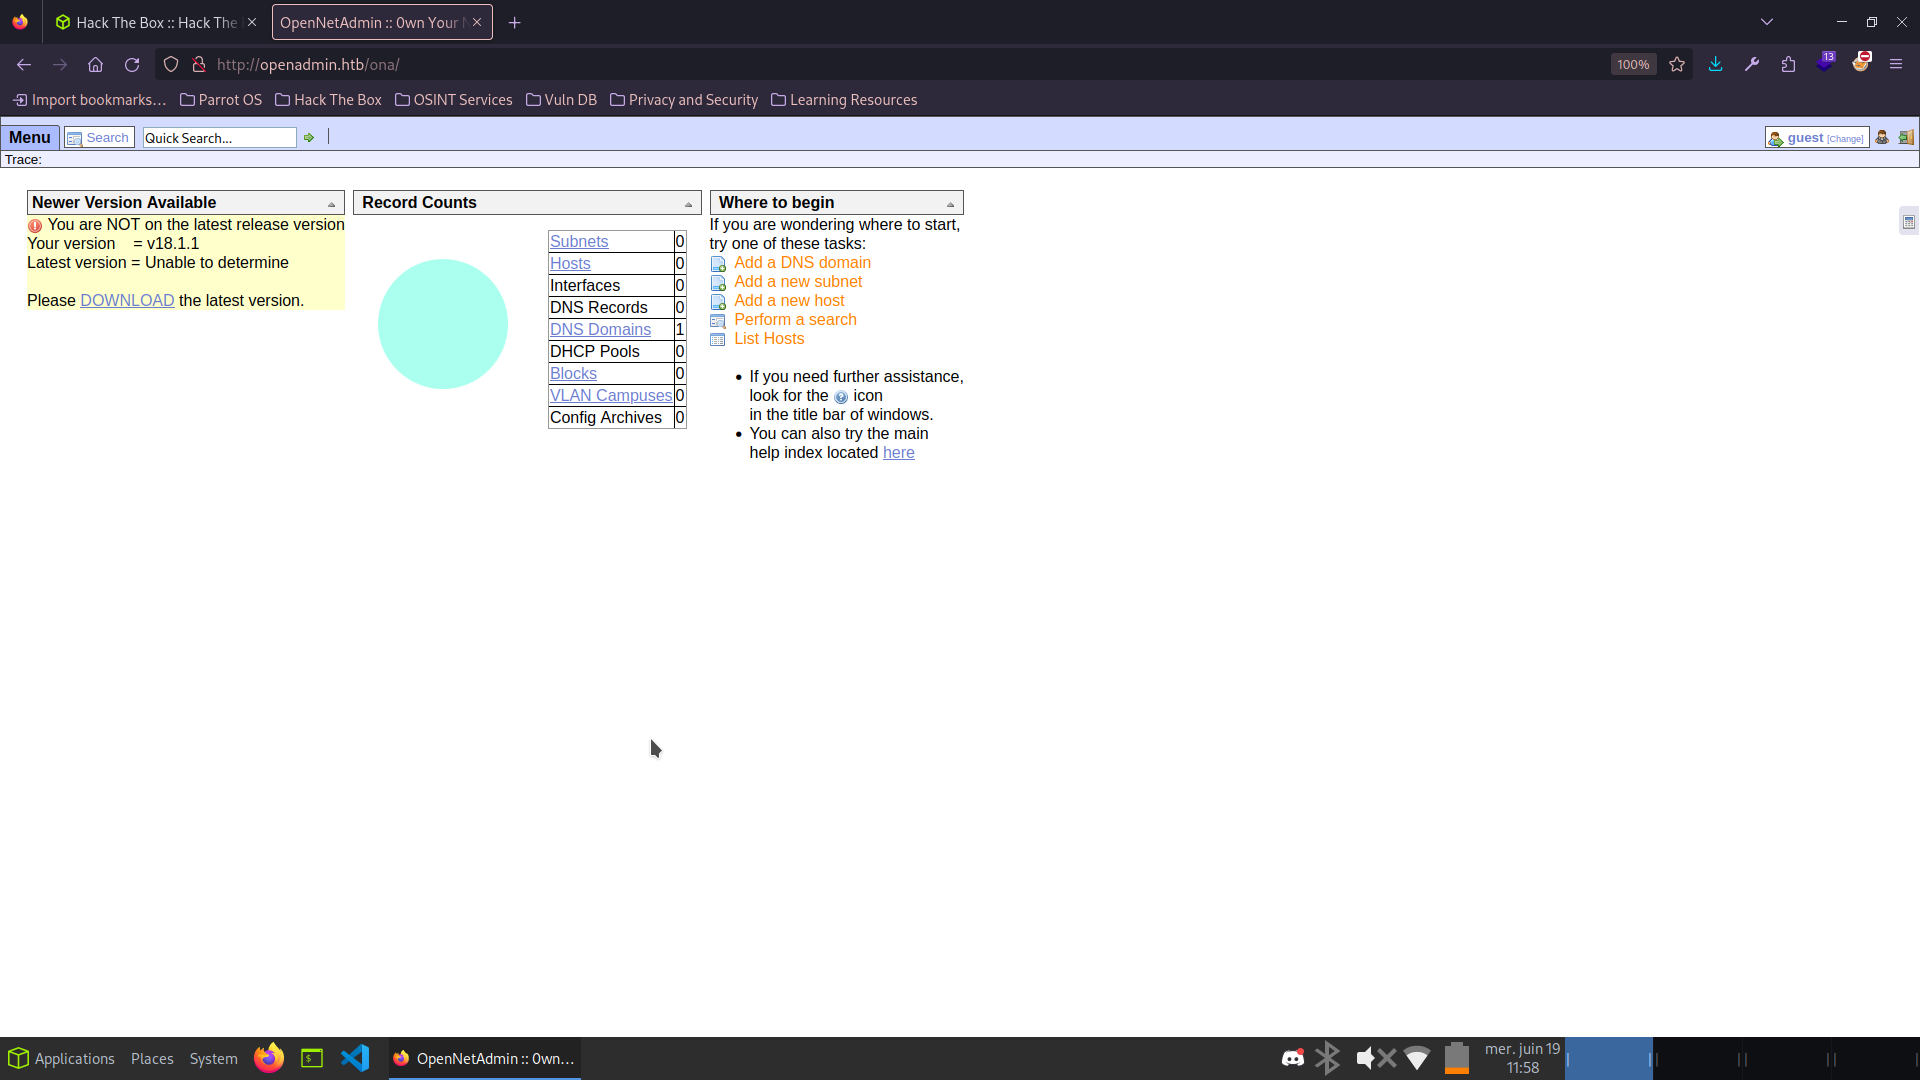 Hack The Box :: Hack The
OpenNetAdmin :: 0wn Your N
http://openadmin.htb/ona/
100%
13
Import bookmarks…
Parrot OS
Hack The Box
OSINT Services
Vuln DB
Privacy and Security
Learning Resources
Menu
Search
Quick Search...
guest [Change]
Trace:
Newer Version Available
You are NOT on the latest release version
Your version = v18.1.1
Latest version = Unable to determine
Please DOWNLOAD the latest version.
Record Counts
Subnets 0
Hosts 0
Interfaces 0
DNS Records 0
DNS Domains 1
DHCP Pools 0
Blocks 0
VLAN Campuses 0
Config Archives 0
Where to begin
If you are wondering where to start,
try one of these tasks:
Add a DNS domain
Add a new subnet
Add a new host
Perform a search
List Hosts
• If you need further assistance,
look for the icon
in the title bar of windows.
• You can also try the main
help index located here
Applications
Places
System
OpenNetAdmin :: 0wn…
mer. juin 19
11:58